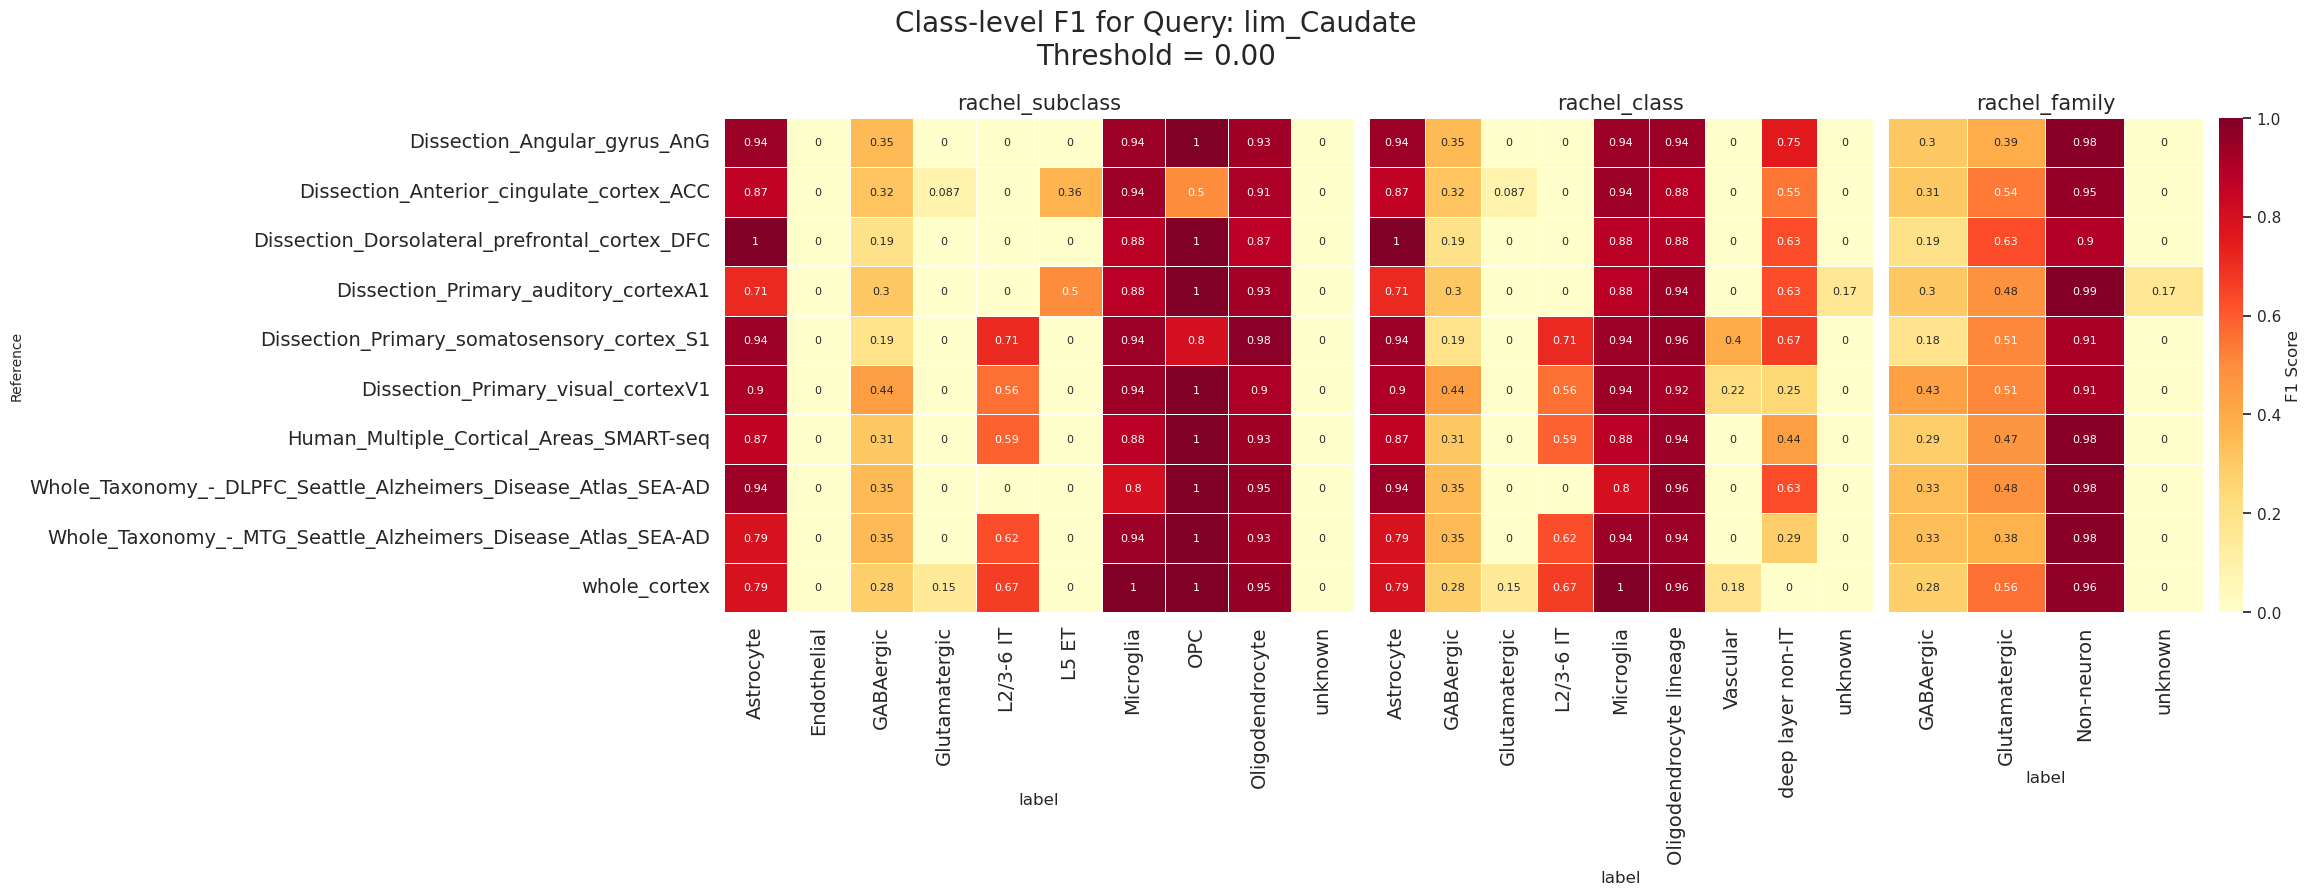 Class-level F1 for Query: lim_Caudate
Threshold = 0.00
rachel_subclass rachel_class rachel_family
Reference
Dissection_Angular_gyrus_AnG 0.94 0 0.35 0 0 0 0.94 1 0.93 0 0.94 0.35 0 0 0.94 0.94 0 0.75 0 0.3 0.39 0.98 0
Dissection_Anterior_cingulate_cortex_ACC 0.87 0 0.32 0.087 0 0.36 0.94 0.5 0.91 0 0.87 0.32 0.087 0 0.94 0.88 0 0.55 0 0.31 0.54 0.95 0
Dissection_Dorsolateral_prefrontal_cortex_DFC 1 0 0.19 0 0 0 0.88 1 0.87 0 1 0.19 0 0 0.88 0.88 0 0.63 0 0.19 0.63 0.9 0
Dissection_Primary_auditory_cortexA1 0.71 0 0.3 0 0 0.5 0.88 1 0.93 0 0.71 0.3 0 0 0.88 0.94 0 0.63 0.17 0.3 0.48 0.99 0.17
Dissection_Primary_somatosensory_cortex_S1 0.94 0 0.19 0 0.71 0 0.94 0.8 0.98 0 0.94 0.19 0 0.71 0.94 0.96 0.4 0.67 0 0.18 0.51 0.91 0
Dissection_Primary_visual_cortexV1 0.9 0 0.44 0 0.56 0 0.94 1 0.9 0 0.9 0.44 0 0.56 0.94 0.92 0.22 0.25 0 0.43 0.51 0.91 0
Human_Multiple_Cortical_Areas_SMART-seq 0.87 0 0.31 0 0.59 0 0.88 1 0.93 0 0.87 0.31 0 0.59 0.88 0.94 0 0.44 0 0.29 0.47 0.98 0
Whole_Taxonomy_-_DLPFC_Seattle_Alzheimers_Disease_Atlas_SEA-AD 0.94 0 0.35 0 0 0 0.8 1 0.95 0 0.94 0.35 0 0 0.8 0.96 0 0.63 0 0.33 0.48 0.98 0
Whole_Taxonomy_-_MTG_Seattle_Alzheimers_Disease_Atlas_SEA-AD 0.79 0 0.35 0 0.62 0 0.94 1 0.93 0 0.79 0.35 0 0.62 0.94 0.94 0 0.29 0 0.33 0.38 0.98 0
whole_cortex 0.79 0 0.28 0.15 0.67 0 1 1 0.95 0 0.79 0.28 0.15 0.67 1 0.96 0.18 0 0 0.28 0.56 0.96 0
Astrocyte
Endothelial
GABAergic
Glutamatergic
L2/3-6 IT
L5 ET
Microglia
OPC
Oligodendrocyte
unknown
label
Astrocyte
GABAergic
Glutamatergic
L2/3-6 IT
Microglia
Oligodendrocyte lineage
Vascular
deep layer non-IT
unknown
label
GABAergic
Glutamatergic
Non-neuron
unknown
label
1.0
0.8
0.6
0.4
0.2
0.0
F1 Score